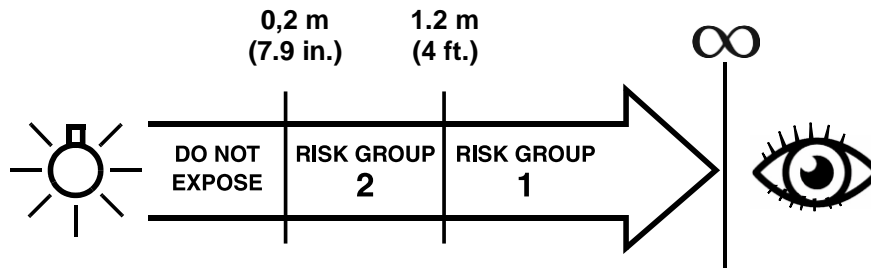 0,2 m
(7.9 in.)
1.2 m
(4 ft.)
∞
DO NOT
EXPOSE
RISK GROUP
2
RISK GROUP
1